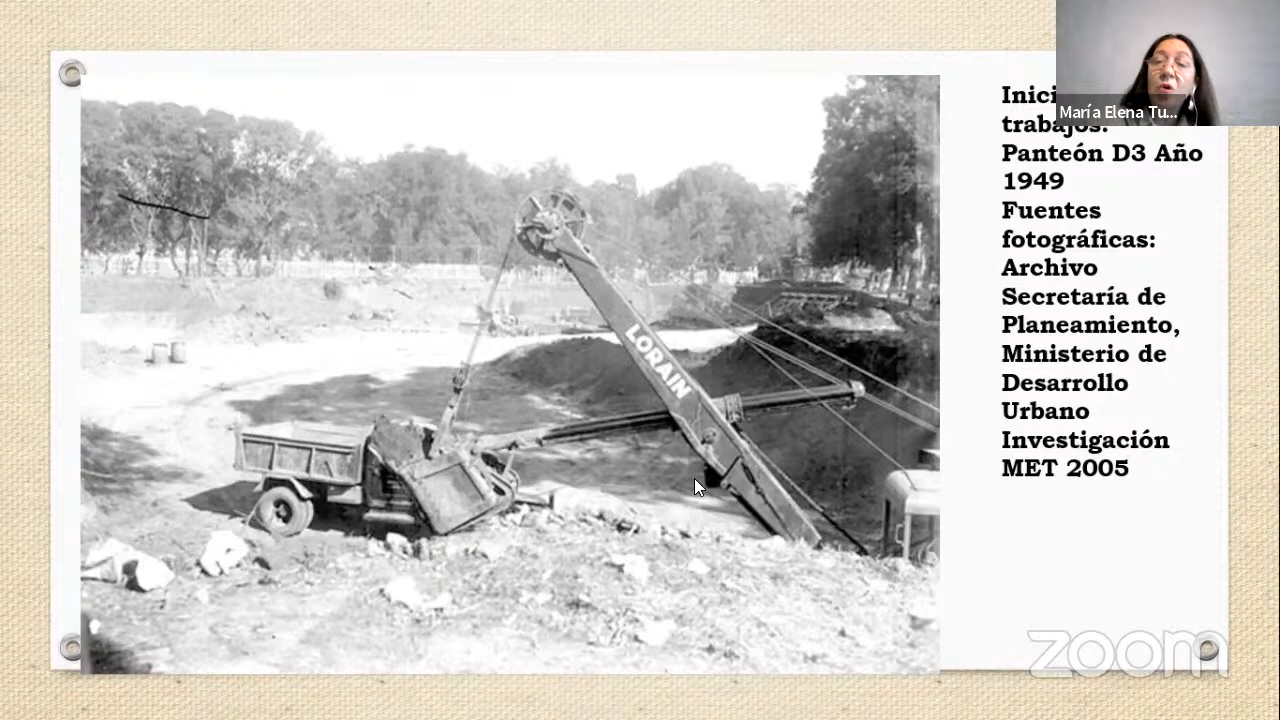 Inici
trabajos:
Panteón D3 Año
1949
Fuentes
fotográficas:
Archivo
Secretaría de
Planeamiento,
Ministerio de
Desarrollo
Urbano
Investigación
MET 2005
María Elena Tu...
LORAIN
zoom